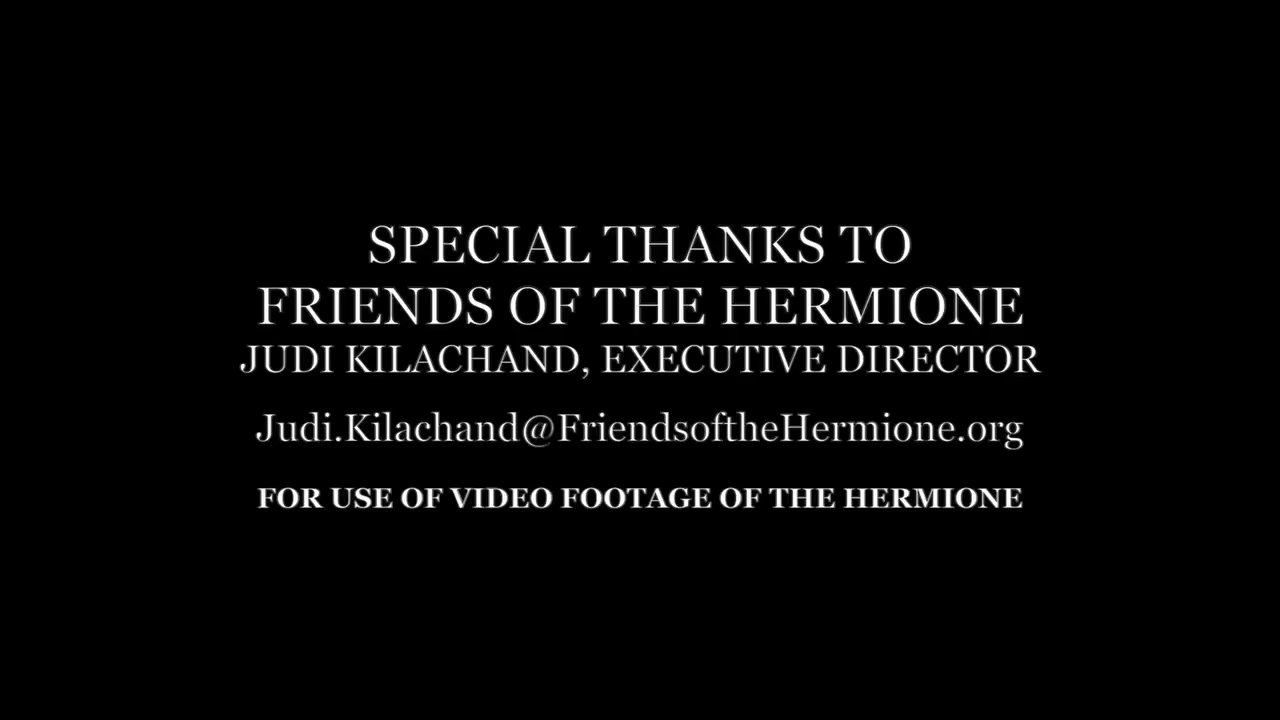 SPECIAL THANKS TO
FRIENDS OF THE HERMIONE
JUDI KILACHAND, EXECUTIVE DIRECTOR
Judi.Kilachand@FriendsoftheHermione.org
FOR USE OF VIDEO FOOTAGE OF THE HERMIONE